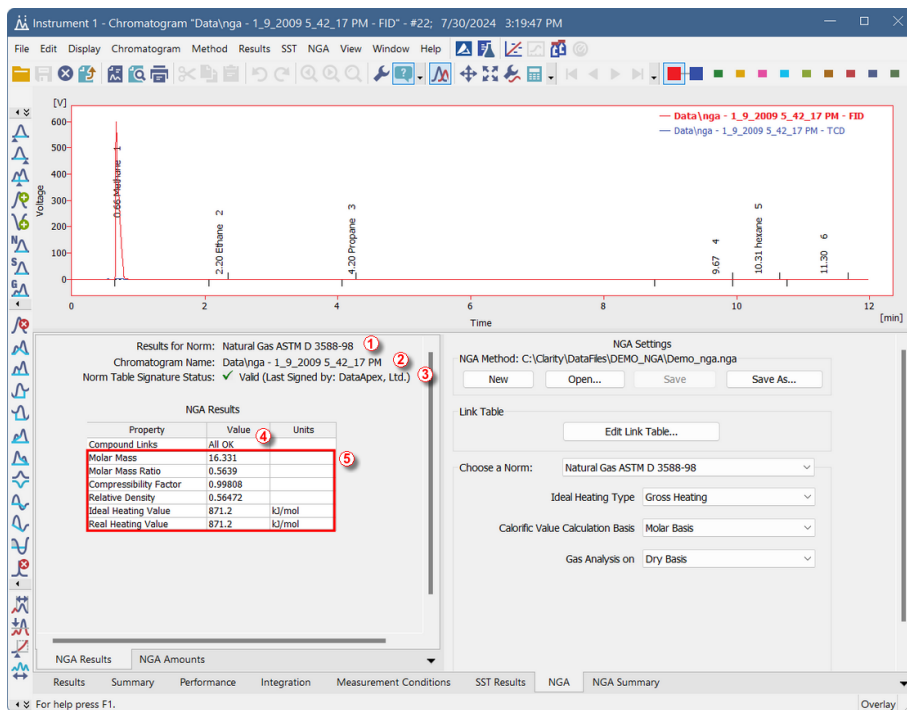 Instrument 1 - Chromatogram "Data\nga - 1_9_2009 5_42_17 PM - FID" - #22; 7/30/2024 3:19:47 PM
File Edit Display Chromatogram Method Results SST NGA View Window Help
[V]
600
500
400
300
200
100
0
Voltage
— Data\nga - 1_9_2009 5_42_17 PM - FID
— Data\nga - 1_9_2009 5_42_17 PM - TCD
0.66 Methane 1
2.20 Ethane 2
4.20 Propane 3
9.67 4
10.31 hexane 5
11.30 6
0 2 4 6 8 10 12
Time
[min]
Results for Norm: Natural Gas ASTM D 3588-98 1
Chromatogram Name: Data\nga - 1_9_2009 5_42_17 PM 2
Norm Table Signature Status: ✓ Valid (Last Signed by: DataApex, Ltd.) 3
NGA Results
Property Value Units
4
Compound Links All OK
Molar Mass 16.331
5
Molar Mass Ratio 0.5639
Compressibility Factor 0.99808
Relative Density 0.56472
Ideal Heating Value 871.2 kJ/mol
Real Heating Value 871.2 kJ/mol
NGA Results NGA Amounts
NGA Settings
NGA Method: C:\Clarity\DataFiles\DEMO_NGA\Demo_nga.nga
New Open... Save Save As...
Link Table
Edit Link Table...
Choose a Norm: Natural Gas ASTM D 3588-98
Ideal Heating Type Gross Heating
Calorific Value Calculation Basis Molar Basis
Gas Analysis on Dry Basis
Results Summary Performance Integration Measurement Conditions SST Results NGA NGA Summary
For help press F1. Overlay